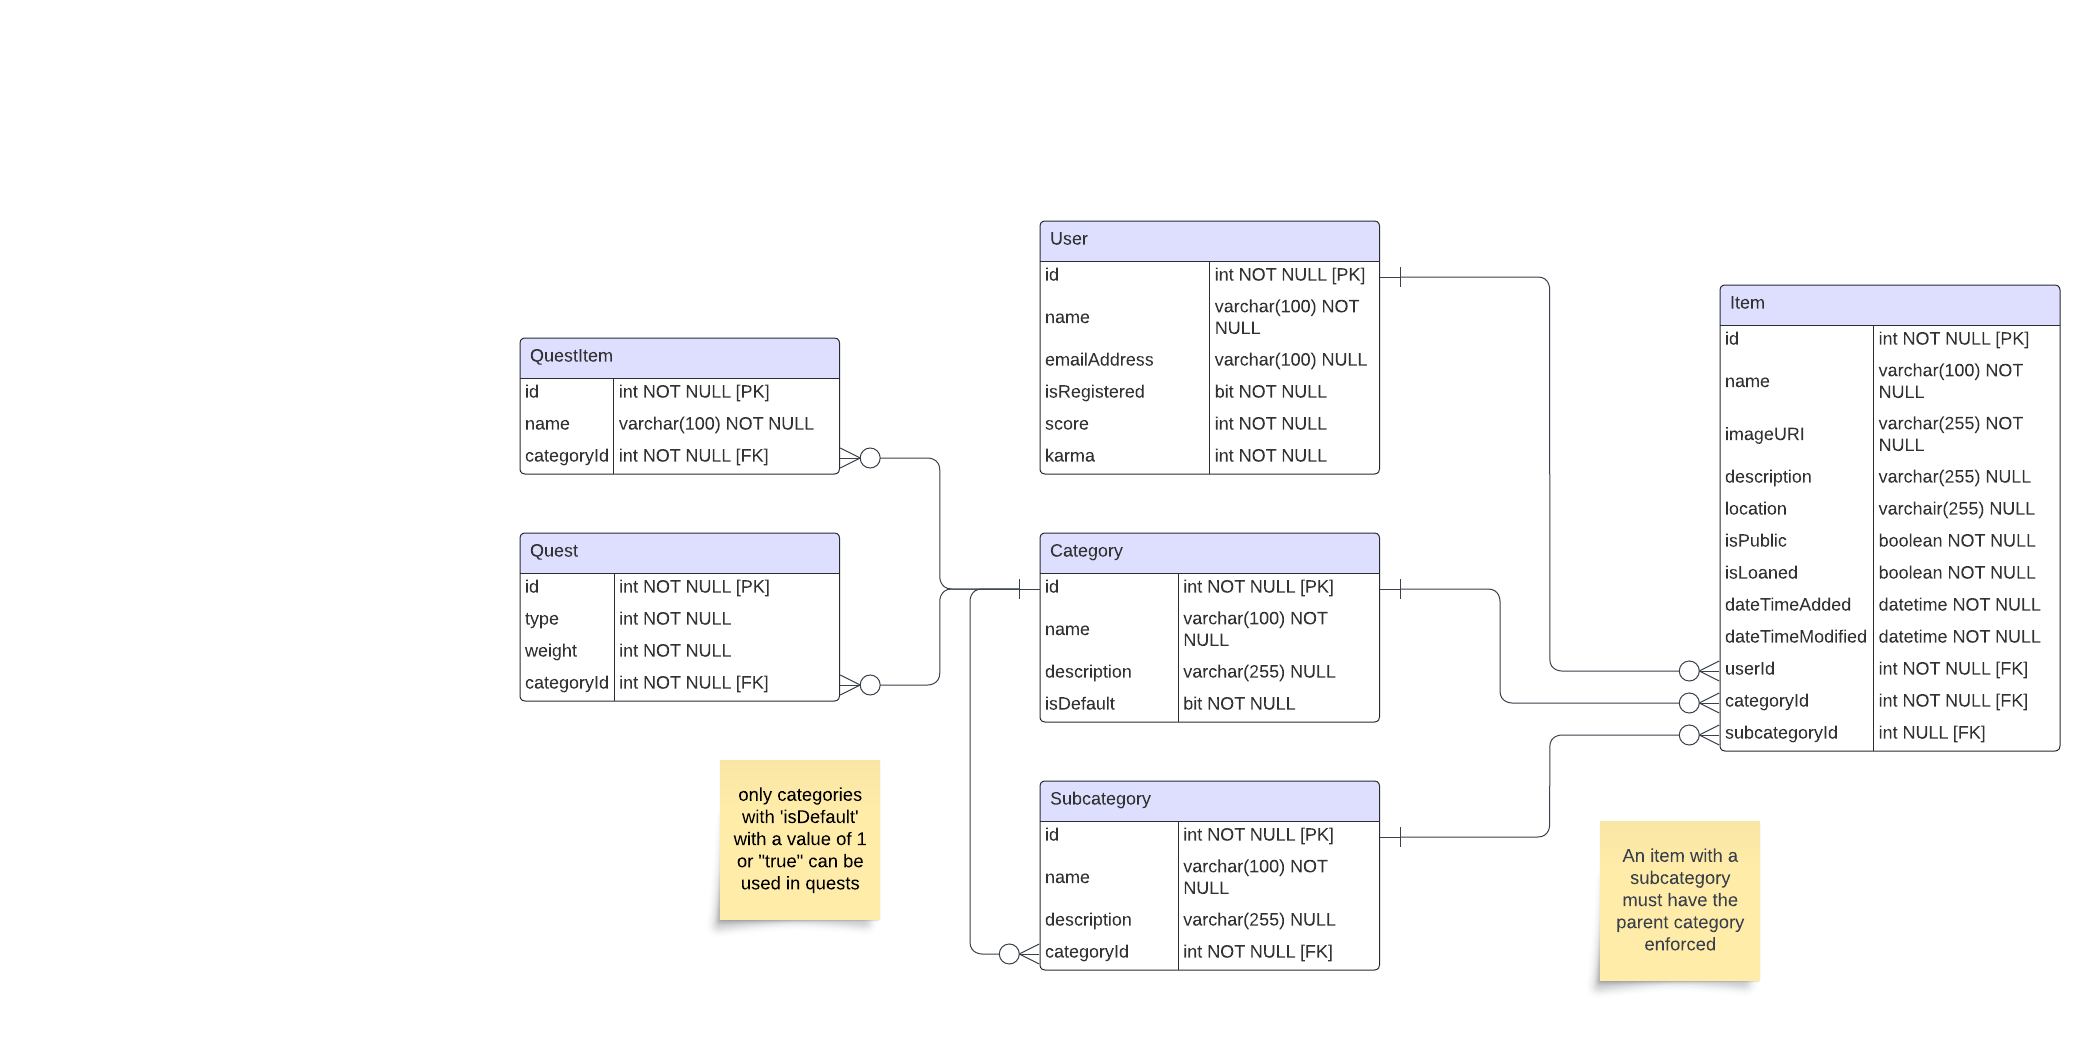 User
id int NOT NULL [PK]
name varchar(100) NOT
NULL
emailAddress varchar(100) NULL
isRegistered bit NOT NULL
score int NOT NULL
karma int NOT NULL
Item
id int NOT NULL [PK]
name varchar(100) NOT
NULL
imageURI varchar(255) NOT
NULL
description varchar(255) NULL
location varchair(255) NULL
isPublic boolean NOT NULL
isLoaned boolean NOT NULL
dateTimeAdded datetime NOT NULL
dateTimeModified datetime NOT NULL
userId int NOT NULL [FK]
categoryId int NOT NULL [FK]
subcategoryId int NULL [FK]
QuestItem
id int NOT NULL [PK]
name varchar(100) NOT NULL
categoryId int NOT NULL [FK]
Quest
id int NOT NULL [PK]
type int NOT NULL
weight int NOT NULL
categoryId int NOT NULL [FK]
Category
id int NOT NULL [PK]
name varchar(100) NOT
NULL
description varchar(255) NULL
isDefault bit NOT NULL
only categories
with 'isDefault'
with a value of 1
or "true" can be
used in quests
Subcategory
id int NOT NULL [PK]
name varchar(100) NOT
NULL
description varchar(255) NULL
categoryId int NOT NULL [FK]
An item with a
subcategory
must have the
parent category
enforced